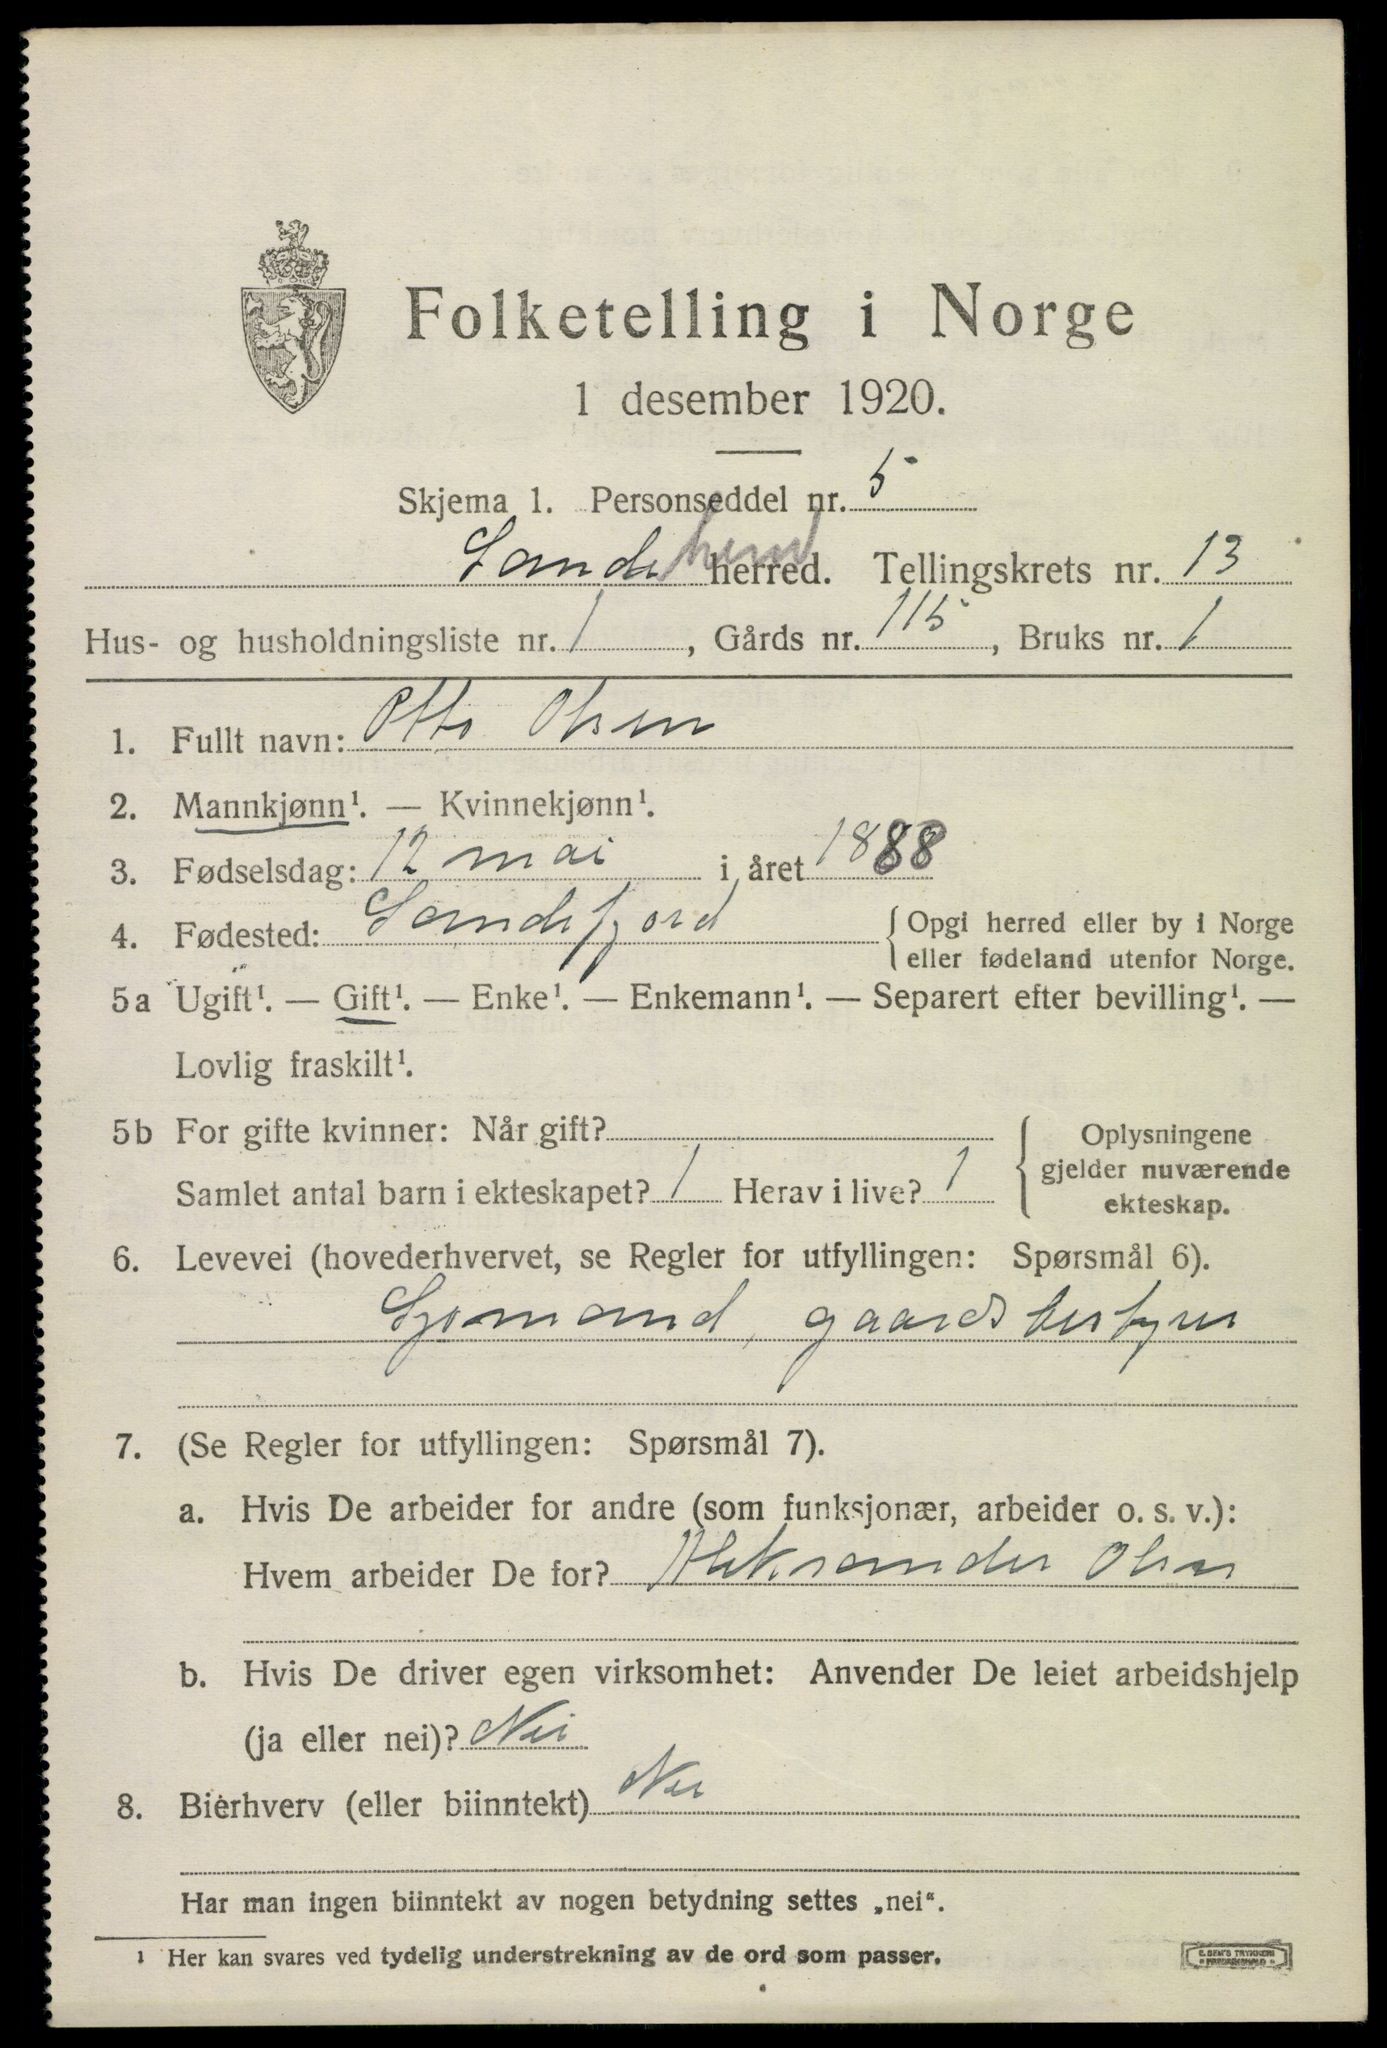 Folketelling i Norge
1 desember 1920.
Skjema 1. Personseddel nr. 5
Sandeherred herred. Tellingskrets nr. 13
Hus- og husholdningsliste nr. 1, Gårds nr. 115, Bruks nr. 1
1. Fullt navn: Otto Olsen
2. Mannkjønn¹. — Kvinnekjønn¹.
3. Fødselsdag: 12 mai i året 1888
4. Fødested: Sandefjord { Opgi herred eller by i Norge
eller fødeland utenfor Norge.
5a Ugift¹. — Gift¹. — Enke¹. — Enkemann¹. — Separert efter bevilling¹. —
Lovlig fraskilt¹.
5b For gifte kvinner: Når gift?
Samlet antal barn i ekteskapet? 1 Herav i live? 1
Oplysningene
gjelder nuværende
ekteskap.
6. Levevei (hovederhvervet, se Regler for utfyllingen: Spørsmål 6).
Sjømand, gaardsbestyrer
7. (Se Regler for utfyllingen: Spørsmål 7).
a. Hvis De arbeider for andre (som funksjonær, arbeider o. s. v.):
Hvem arbeider De for? Aleksander Olsen
b. Hvis De driver egen virksomhet: Anvender De leiet arbeidshjelp
(ja eller nei)? Nei
8. Bierhverv (eller biinntekt) Nei
Har man ingen biinntekt av nogen betydning settes „nei“.
¹ Her kan svares ved tydelig understrekning av de ord som passer.
E. SEM'S TRYKKERI
FREDRIKSHALD